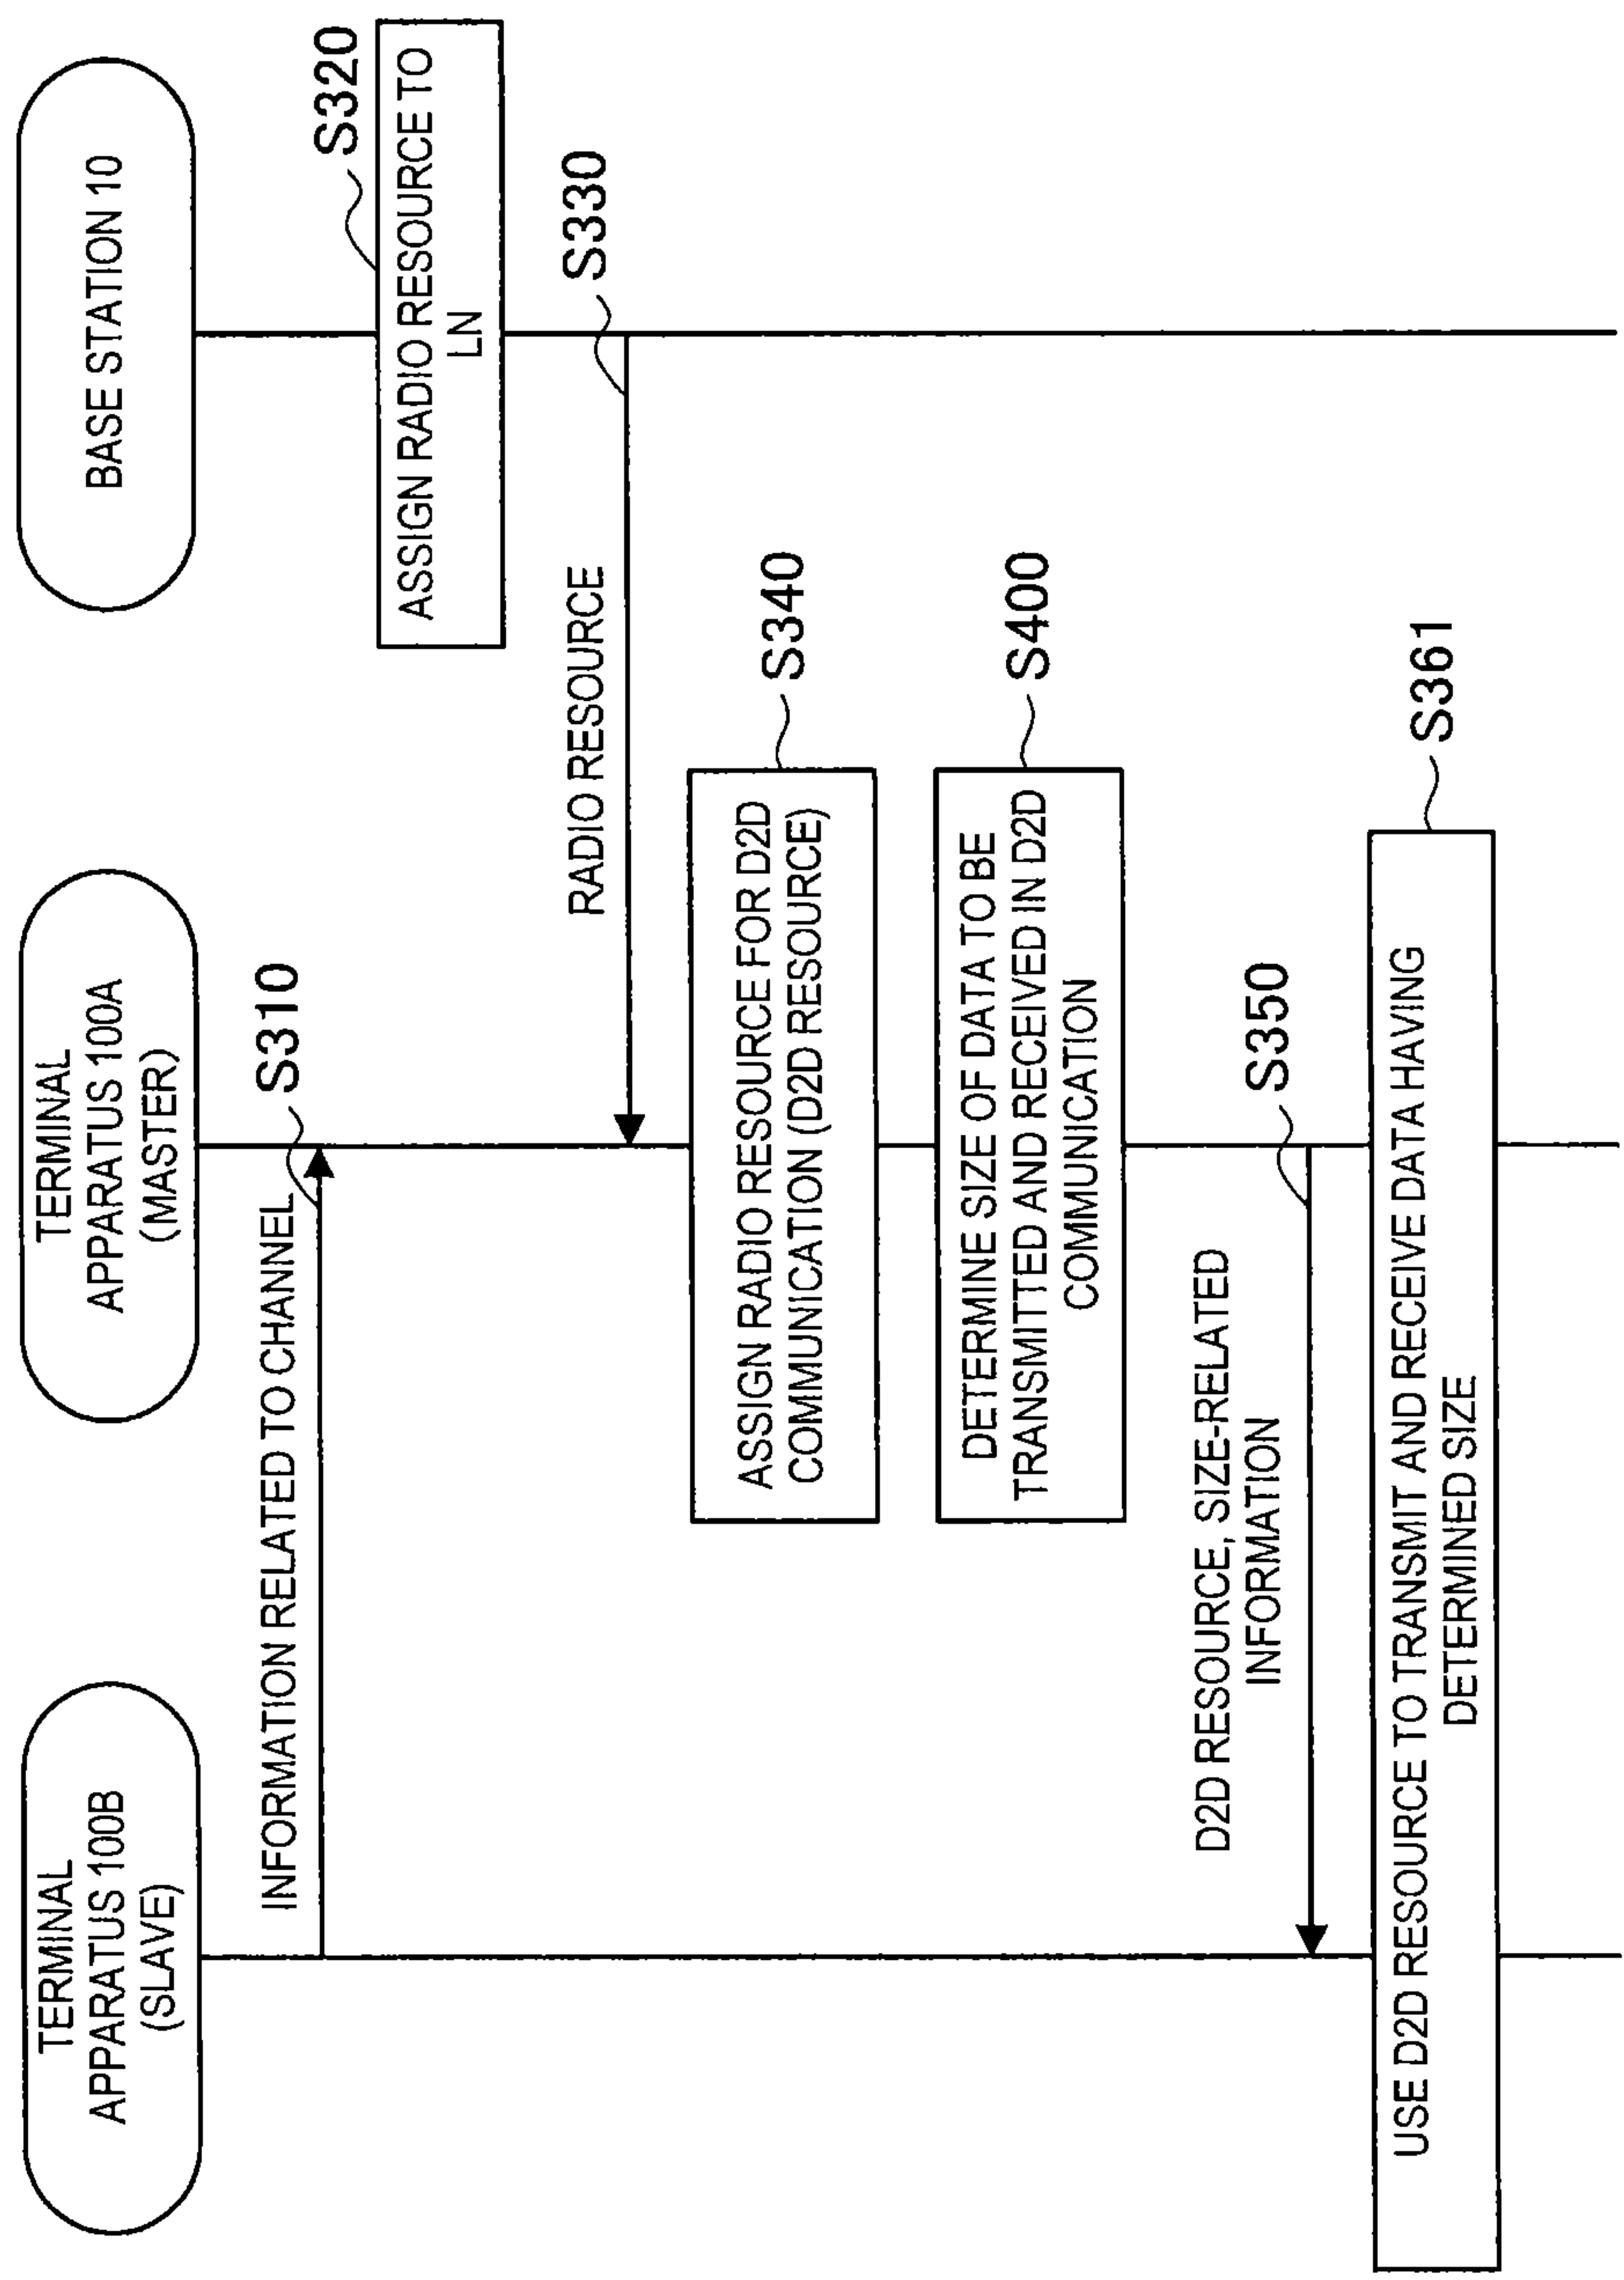 TERMINAL
APPARATUS 100B
(SLAVE)
TERMINAL
APPARATUS 100A
(MASTER)
BASE STATION 10
INFORMATION RELATED TO CHANNEL
S310
S320
ASSIGN RADIO RESOURCE TO
LN
RADIO RESOURCE
S330
S340
ASSIGN RADIO RESOURCE FOR D2D
COMMUNICATION (D2D RESOURCE)
S400
DETERMINE SIZE OF DATA TO BE
TRANSMITTED AND RECEIVED IN D2D
COMMUNICATION
D2D RESOURCE, SIZE-RELATED
INFORMATION
S350
S361
USE D2D RESOURCE TO TRANSMIT AND RECEIVE DATA HAVING
DETERMINED SIZE